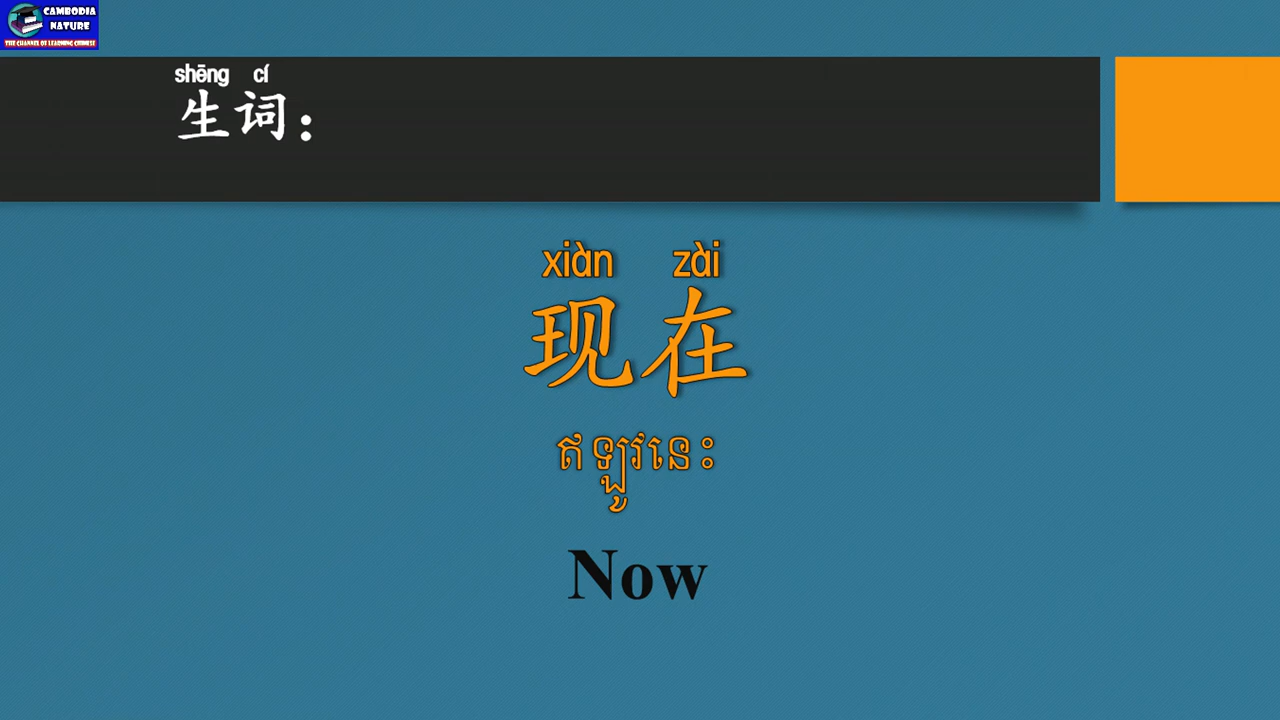 CAMBODIA
NATURE
THE CHANNEL OF LEARNING CHINESE
shēng cí
生词：
xiàn zài
现在
ឥឡូវនេះ
Now